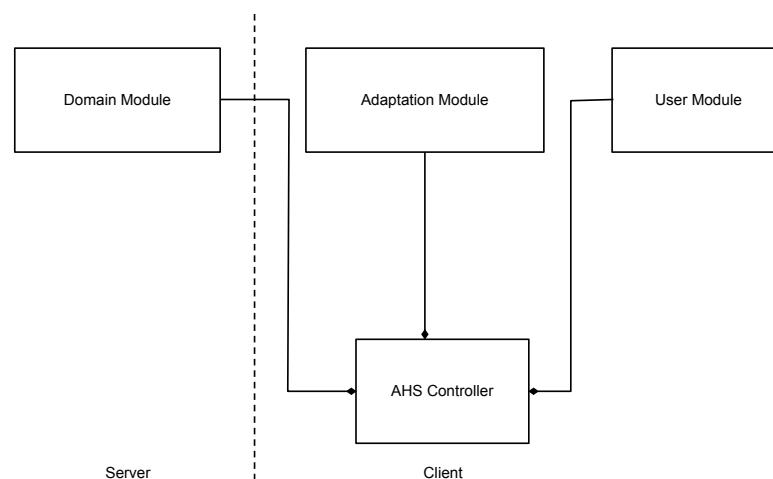 Domain Module
Adaptation Module
User Module
AHS Controller
Server
Client